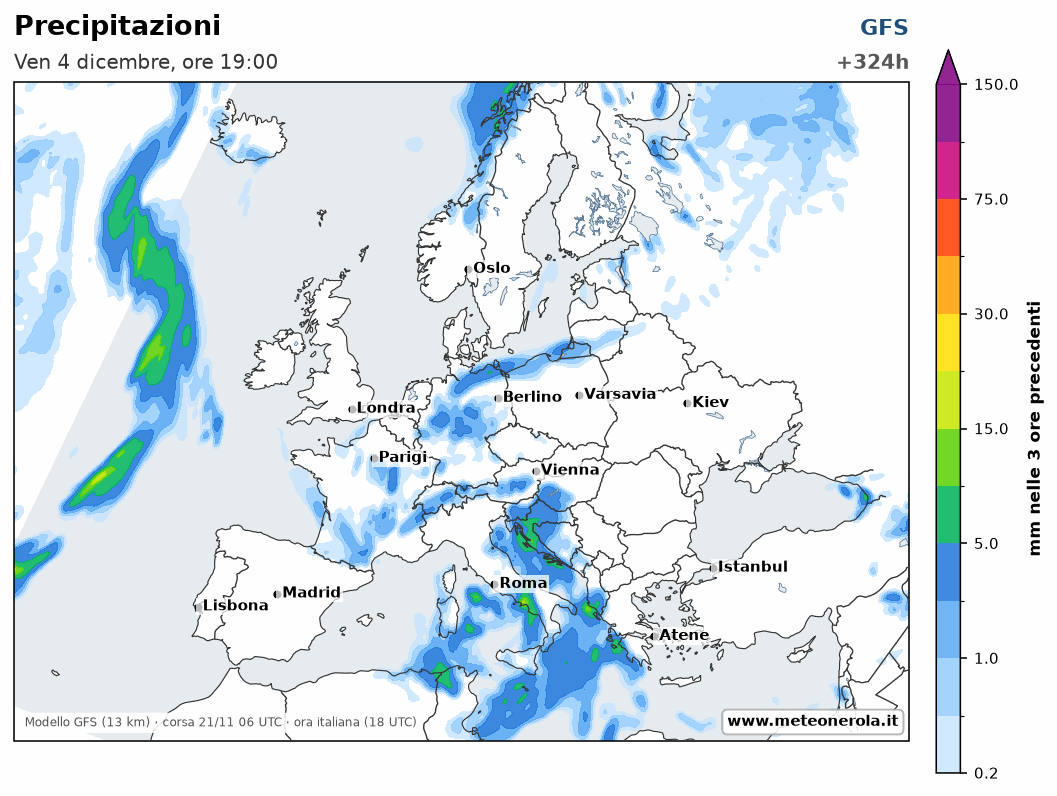 Precipitazioni
GFS
Ven 4 dicembre, ore 19:00
+324h
Oslo
Londra
Berlino
Varsavia
Kiev
Parigi
Vienna
Istanbul
Roma
Madrid
Lisbona
Atene
Modello GFS (13 km) · corsa 21/11 06 UTC · ora italiana (18 UTC)
www.meteonerola.it
150.0
75.0
30.0
15.0
5.0
1.0
0.2
mm nelle 3 ore precedenti